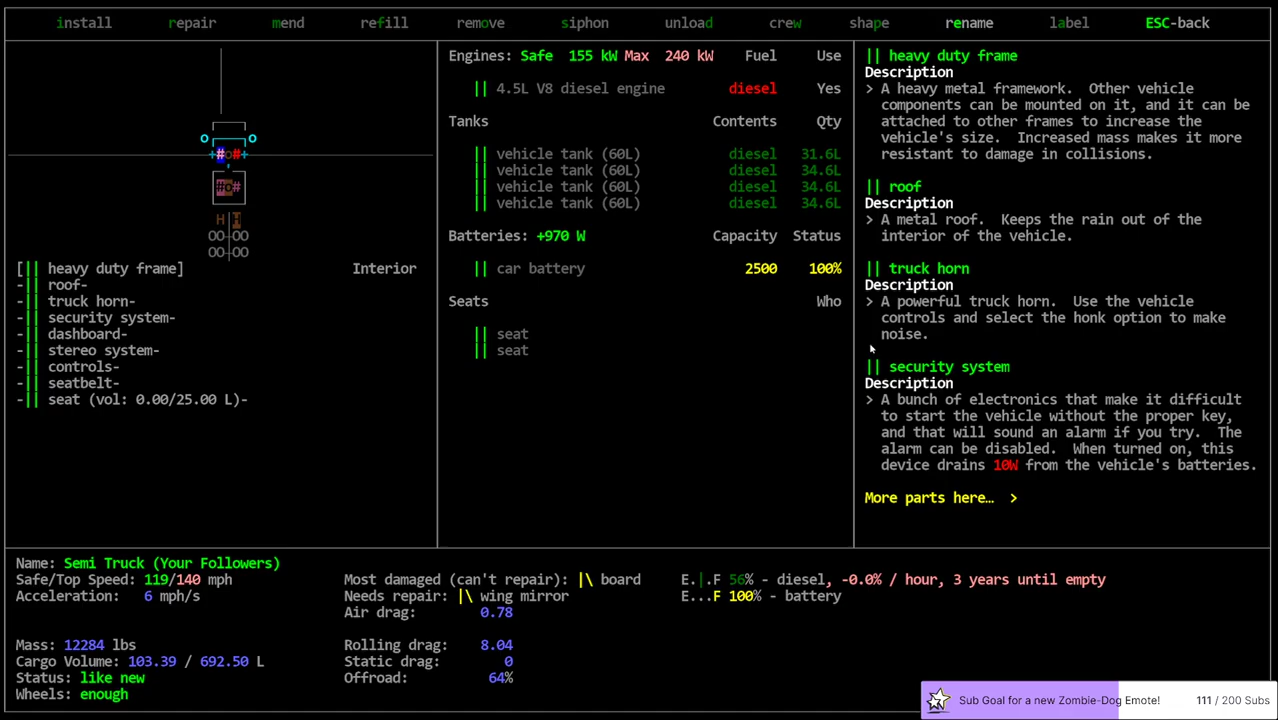 install repair mend refill remove siphon unload crew shape rename label ESC-back
[|| heavy duty frame] Interior
-|| roof-
-|| truck horn-
-|| security system-
-|| dashboard-
-|| stereo system-
-|| controls-
-|| seatbelt-
-|| seat (vol: 0.00/25.00 L)-
Engines: Safe 155 kW Max 240 kW Fuel Use
|| 4.5L V8 diesel engine diesel Yes
Tanks Contents Qty
|| vehicle tank (60L) diesel 31.6L
|| vehicle tank (60L) diesel 34.6L
|| vehicle tank (60L) diesel 34.6L
|| vehicle tank (60L) diesel 34.6L
Batteries: +970 W Capacity Status
|| car battery 2500 100%
Seats Who
|| seat
|| seat
|| heavy duty frame
Description
> A heavy metal framework. Other vehicle
components can be mounted on it, and it can be
attached to other frames to increase the
vehicle's size. Increased mass makes it more
resistant to damage in collisions.
|| roof
Description
> A metal roof. Keeps the rain out of the
interior of the vehicle.
|| truck horn
Description
> A powerful truck horn. Use the vehicle
controls and select the honk option to make
noise.
|| security system
Description
> A bunch of electronics that make it difficult
to start the vehicle without the proper key,
and that will sound an alarm if you try. The
alarm can be disabled. When turned on, this
device drains 10W from the vehicle's batteries.
More parts here… >
Name: Semi Truck (Your Followers)
Safe/Top Speed: 119/140 mph
Acceleration: 6 mph/s
Mass: 12284 lbs
Cargo Volume: 103.39 / 692.50 L
Status: like new
Wheels: enough
Most damaged (can't repair): |\ board
Needs repair: |\ wing mirror
Air drag: 0.78
Rolling drag: 8.04
Static drag: 0
Offroad: 64%
E.|.F 56% - diesel, -0.0% / hour, 3 years until empty
E...F 100% - battery
Sub Goal for a new Zombie-Dog Emote! 111 / 200 Subs